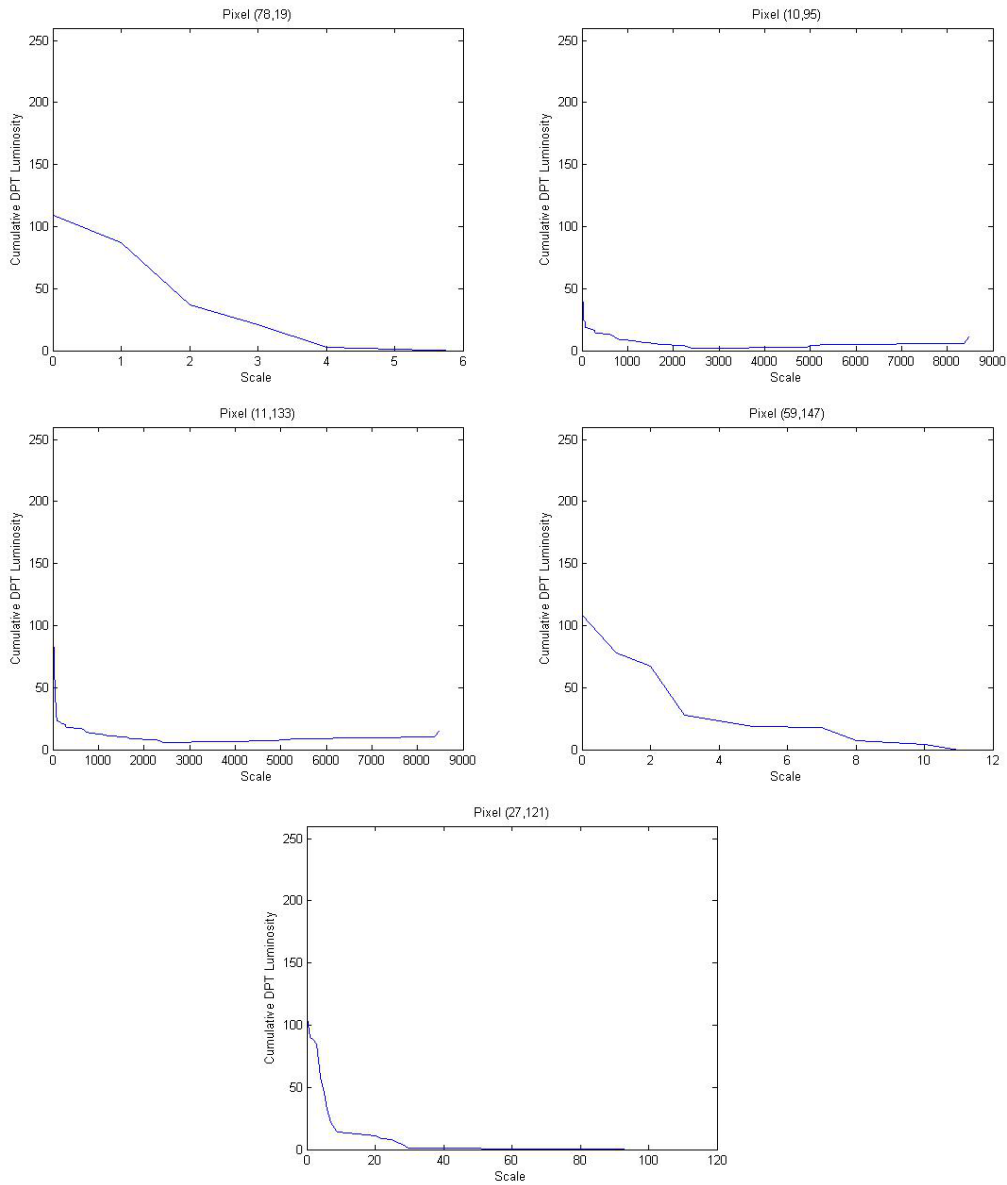 Pixel (78,19)
250
200
150
100
50
0
Cumulative DPT Luminosity
0 1 2 3 4 5 6
Scale
Pixel (10,95)
250
200
150
100
50
0
Cumulative DPT Luminosity
0 1000 2000 3000 4000 5000 6000 7000 8000 9000
Scale
Pixel (11,133)
250
200
150
100
50
0
Cumulative DPT Luminosity
0 1000 2000 3000 4000 5000 6000 7000 8000 9000
Scale
Pixel (59,147)
250
200
150
100
50
0
Cumulative DPT Luminosity
0 2 4 6 8 10 12
Scale
Pixel (27,121)
250
200
150
100
50
0
Cumulative DPT Luminosity
0 20 40 60 80 100 120
Scale